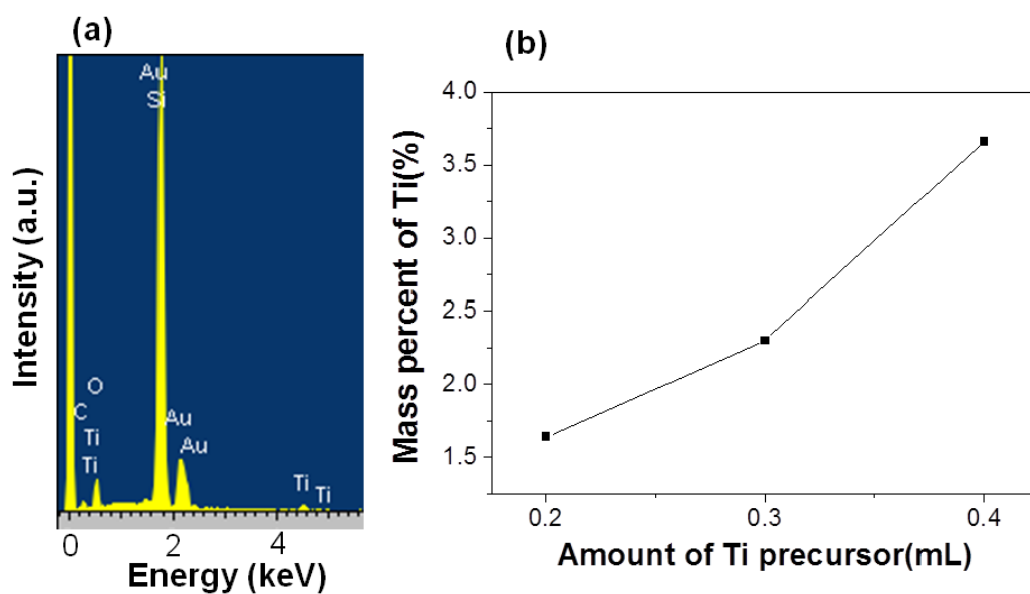 (a)
Intensity (a.u.)
Au
Si
O
C
Ti
Ti
Au
Au
Ti
Ti
0
2
4
Energy (keV)
(b)
Mass percent of Ti(%)
4.0
3.5
3.0
2.5
2.0
1.5
0.2
0.3
0.4
Amount of Ti precursor(mL)